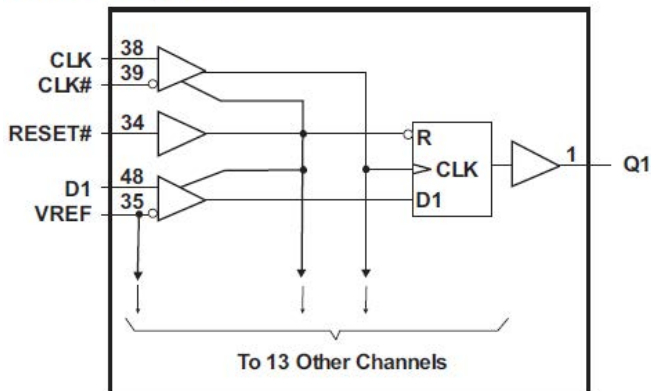 CLK 38
CLK# 39
RESET# 34
R
CLK
1 Q1
D1 48
VREF 35
D1
To 13 Other Channels